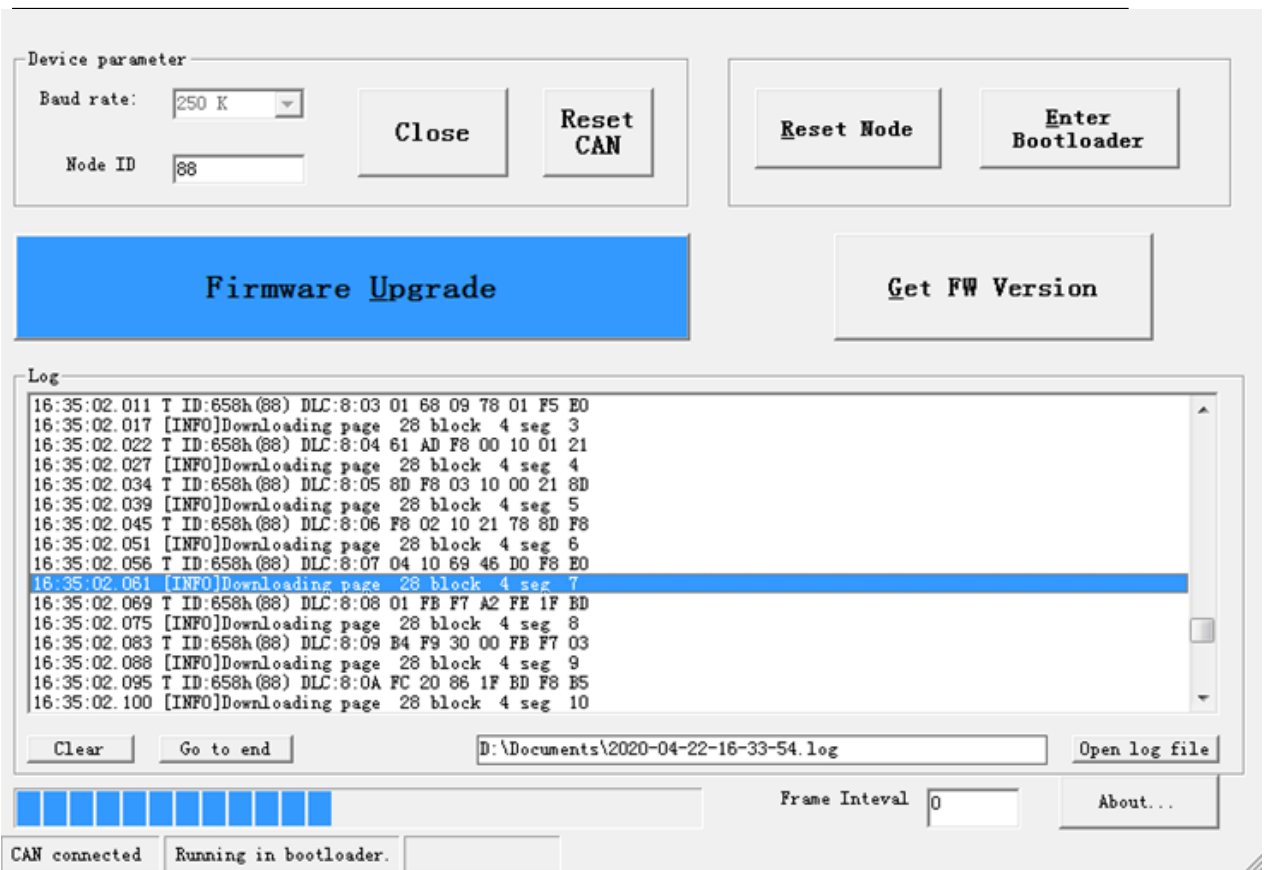 Device parameter
Baud rate:
250 K
Close
Reset CAN
Node ID
88
Reset Node
Enter Bootloader
Firmware Upgrade
Get FW Version
Log
16:35:02.011 T ID:658h(88) DLC:8:03 01 68 09 78 01 F5 E0
16:35:02.017 [INFO]Downloading page  28 block  4 seg  3
16:35:02.022 T ID:658h(88) DLC:8:04 61 AD F8 00 10 01 21
16:35:02.027 [INFO]Downloading page  28 block  4 seg  4
16:35:02.034 T ID:658h(88) DLC:8:05 8D F8 03 10 00 21 8D
16:35:02.039 [INFO]Downloading page  28 block  4 seg  5
16:35:02.045 T ID:658h(88) DLC:8:06 F8 02 10 21 78 8D F8
16:35:02.051 [INFO]Downloading page  28 block  4 seg  6
16:35:02.056 T ID:658h(88) DLC:8:07 04 10 69 46 D0 F8 E0
16:35:02.061 [INFO]Downloading page  28 block  4 seg  7
16:35:02.069 T ID:658h(88) DLC:8:08 01 FB F7 A2 FE 1F BD
16:35:02.075 [INFO]Downloading page  28 block  4 seg  8
16:35:02.083 T ID:658h(88) DLC:8:09 B4 F9 30 00 FB F7 03
16:35:02.088 [INFO]Downloading page  28 block  4 seg  9
16:35:02.095 T ID:658h(88) DLC:8:0A FC 20 86 1F BD F8 B5
16:35:02.100 [INFO]Downloading page  28 block  4 seg  10
Clear
Go to end
D:\Documents\2020-04-22-16-33-54.log
Open log file
Frame Inteval
0
About...
CAN connected
Running in bootloader.